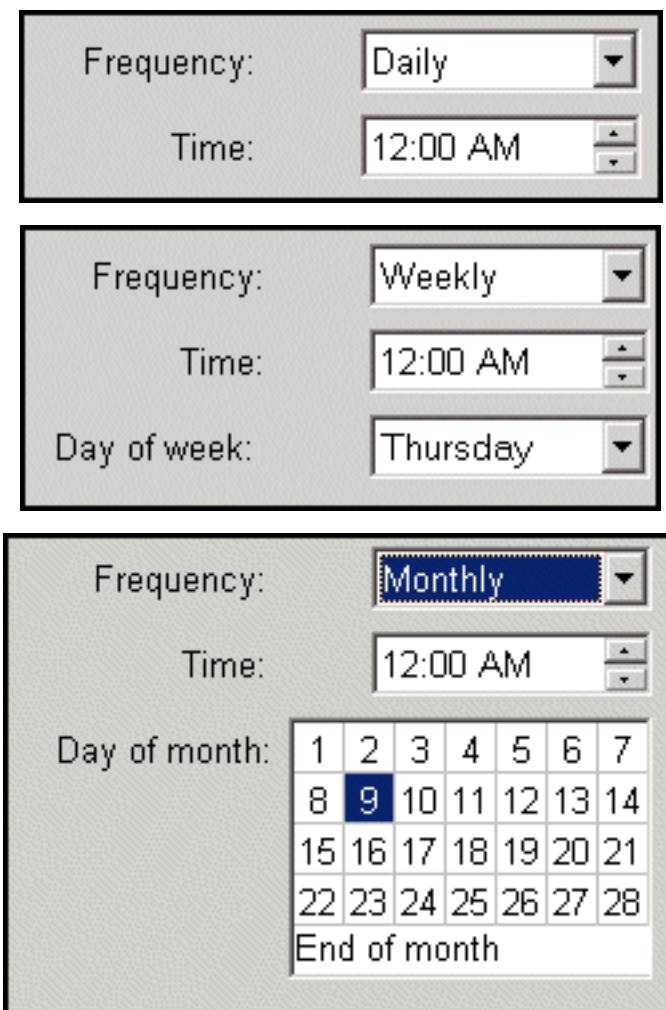 Frequency: Daily
Time: 12:00 AM
Frequency: Weekly
Time: 12:00 AM
Day of week: Thursday
Frequency: Monthly
Time: 12:00 AM
Day of month: 1 2 3 4 5 6 7
8 9 10 11 12 13 14
15 16 17 18 19 20 21
22 23 24 25 26 27 28
End of month